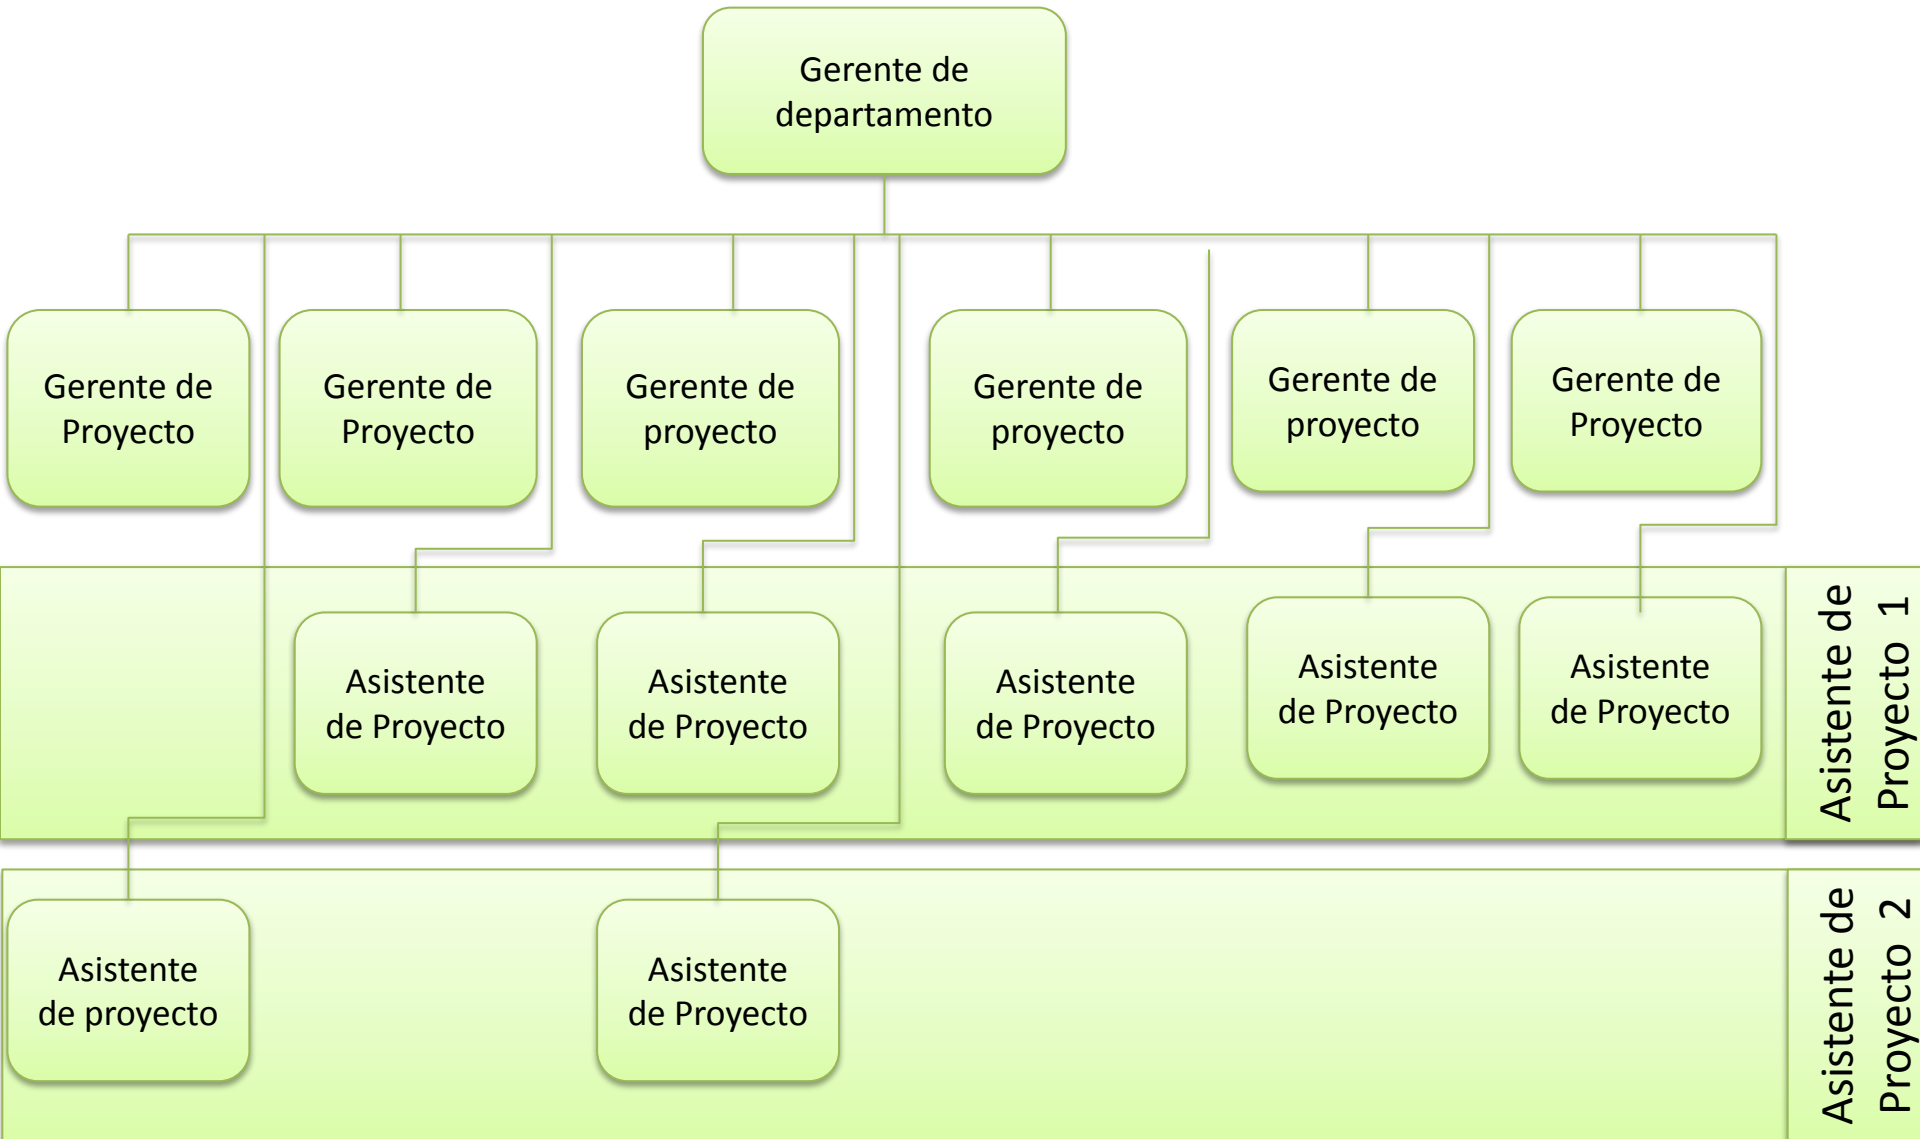 Gerente de
departamento
Gerente de
Proyecto
Gerente de
Proyecto
Gerente de
proyecto
Gerente de
proyecto
Gerente de
proyecto
Gerente de
Proyecto
Asistente
de Proyecto
Asistente
de Proyecto
Asistente
de Proyecto
Asistente
de Proyecto
Asistente
de Proyecto
Asistente de
Proyecto 1
Asistente
de proyecto
Asistente
de Proyecto
Asistente de
Proyecto 2